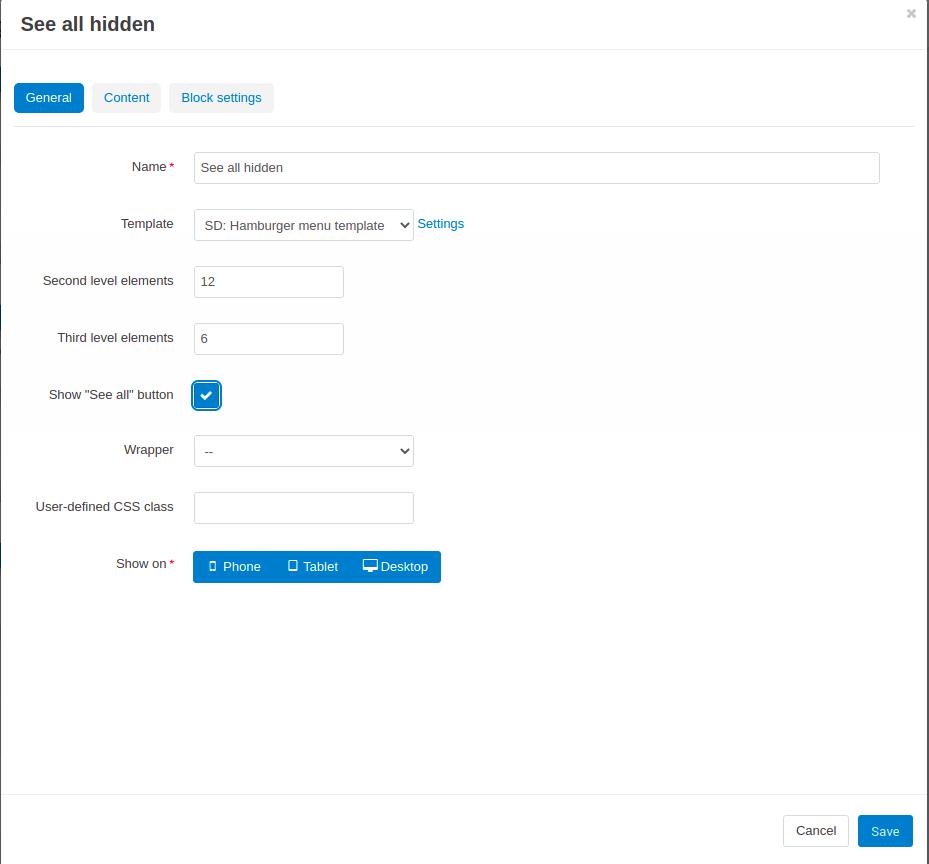 See all hidden
General Content Block settings
Name* See all hidden
Template SD: Hamburger menu template Settings
Second level elements 12
Third level elements 6
Show "See all" button
Wrapper --
User-defined CSS class
Show on* Phone Tablet Desktop
Cancel Save